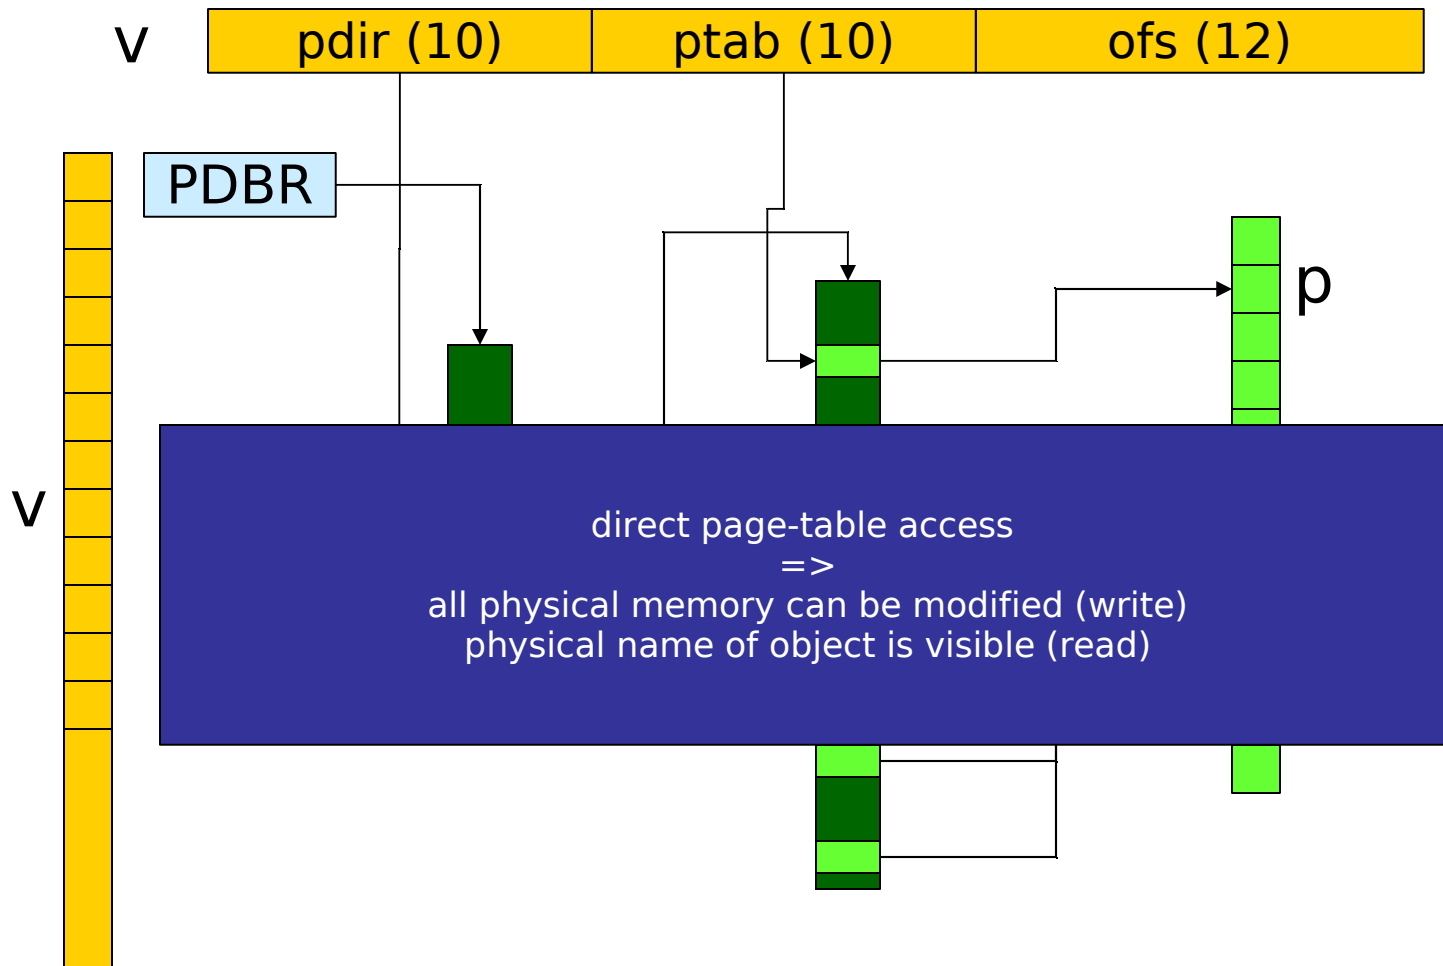 v
pdir (10)
ptab (10)
ofs (12)
PDBR
p
v
direct page-table access
=>
all physical memory can be modified (write)
physical name of object is visible (read)